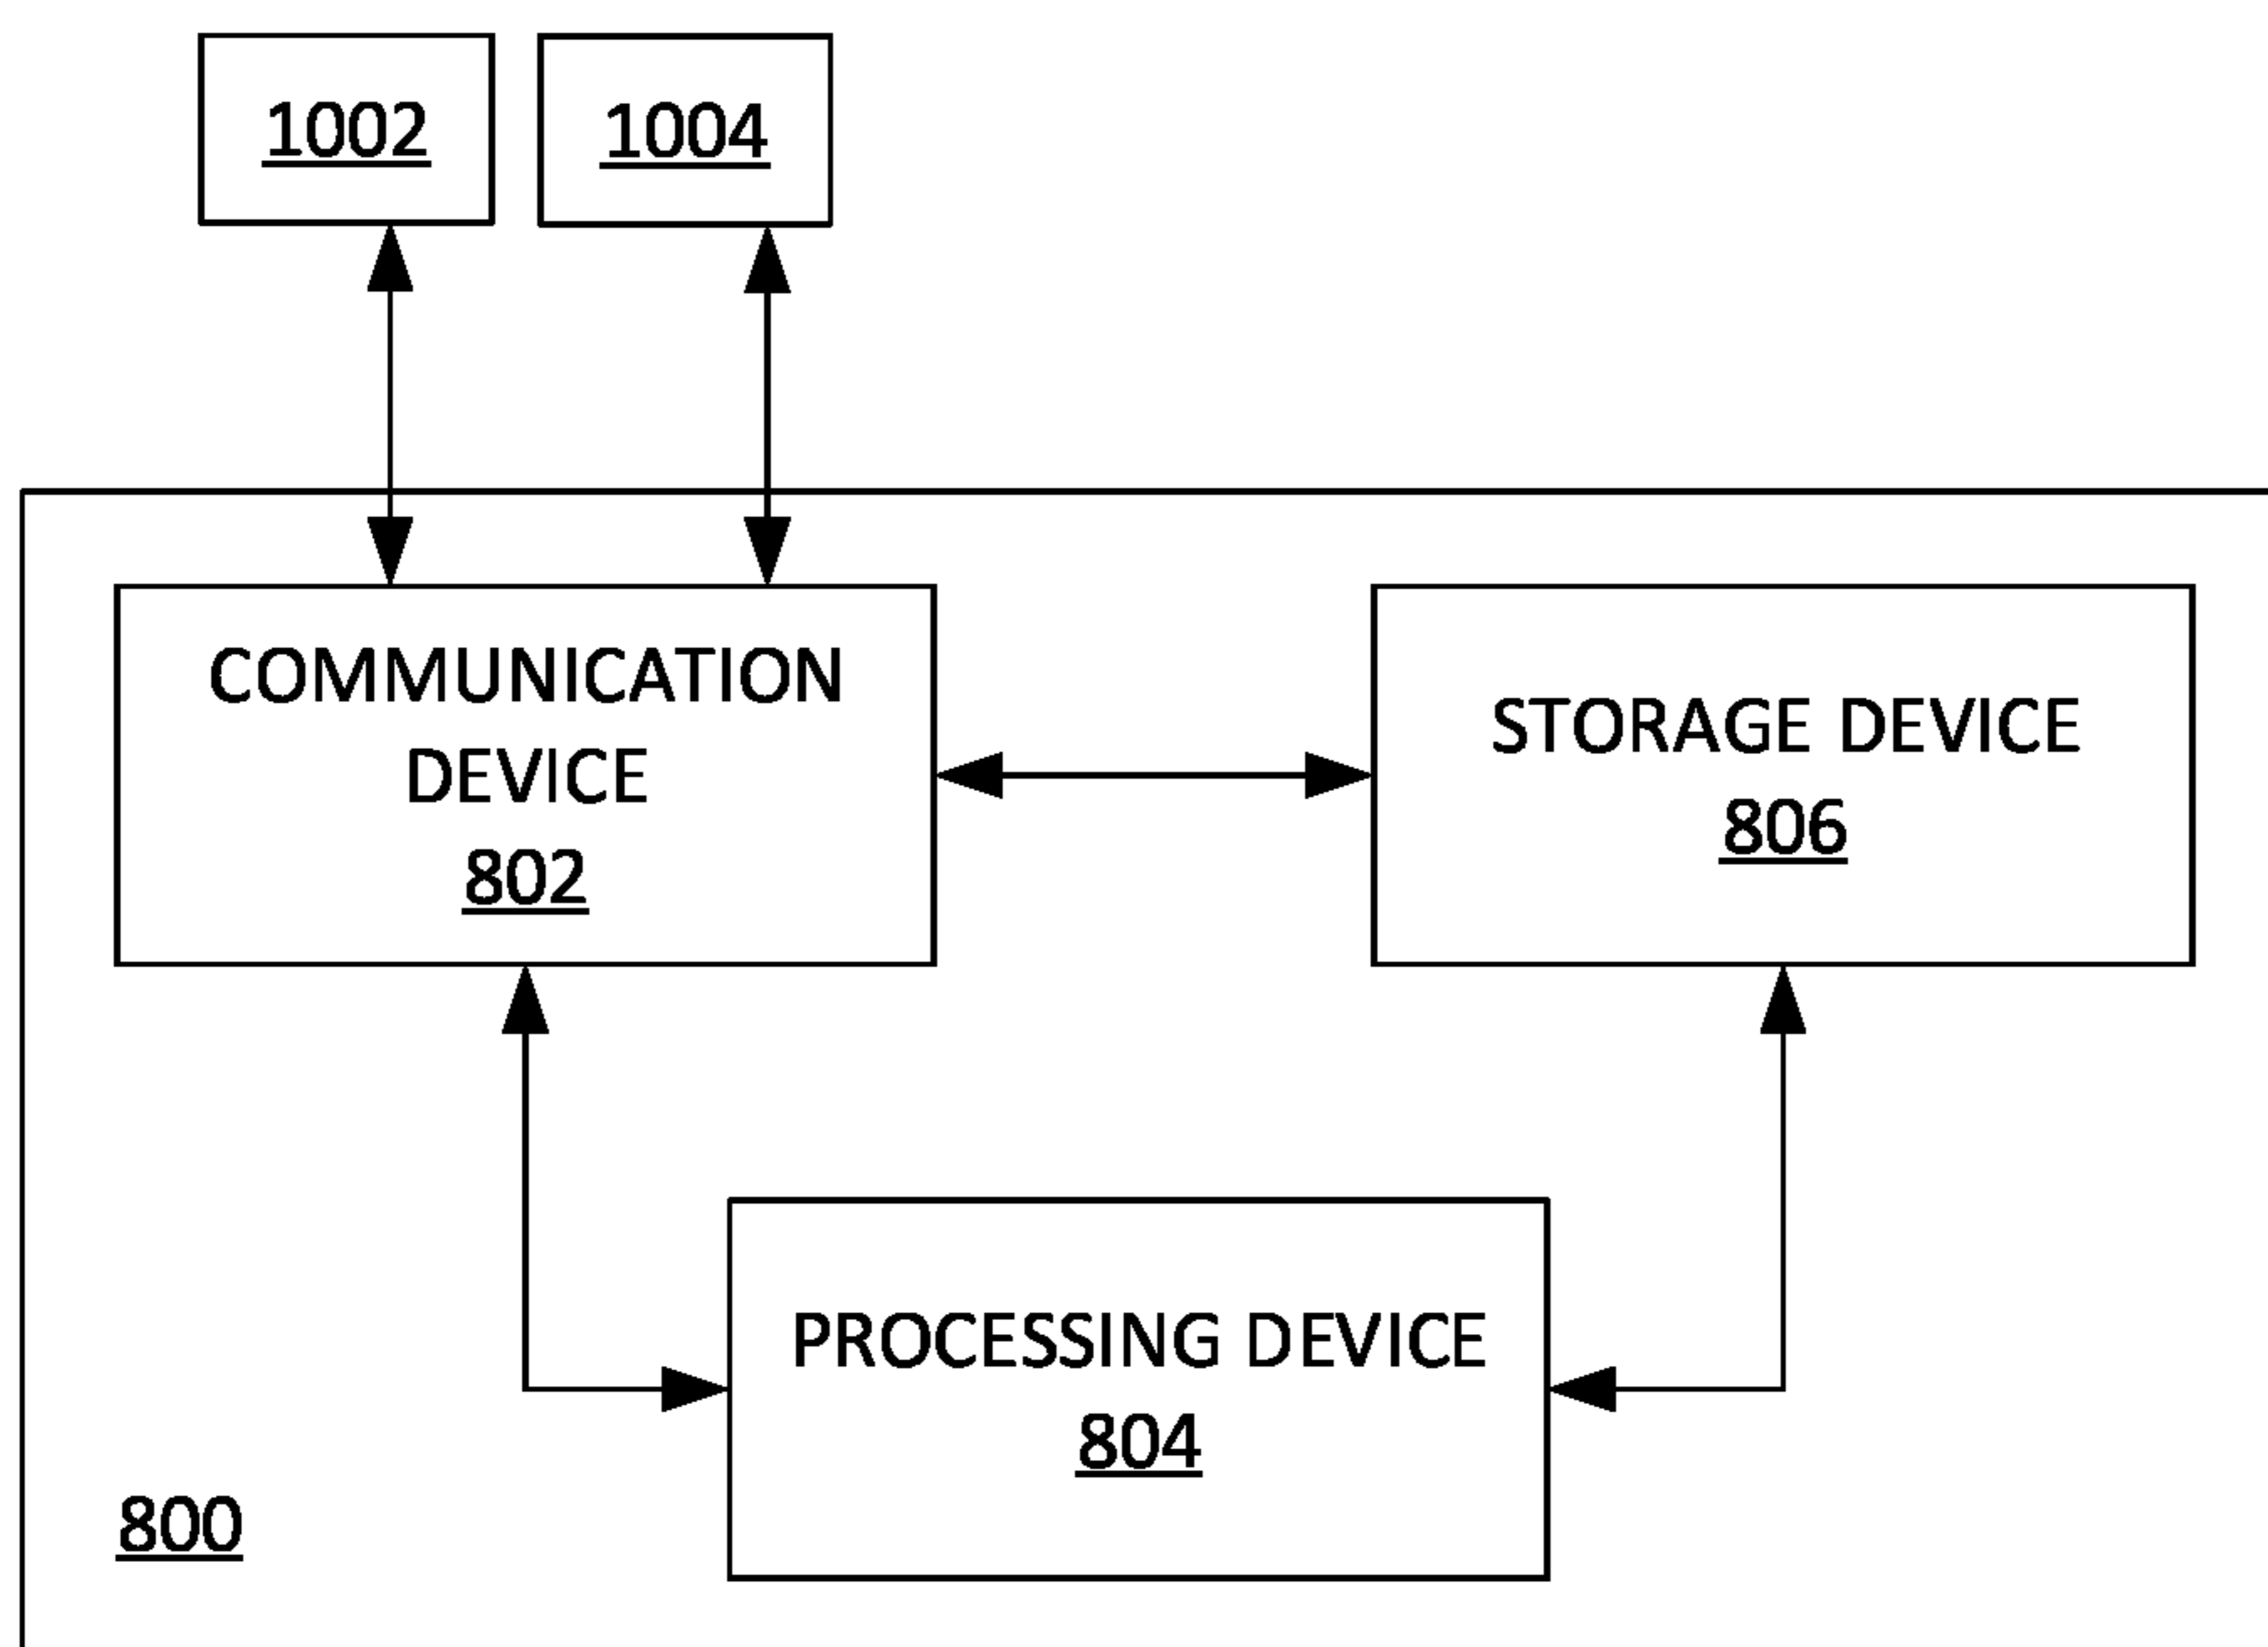 1002
1004
COMMUNICATION
DEVICE
802
STORAGE DEVICE
806
PROCESSING DEVICE
804
800